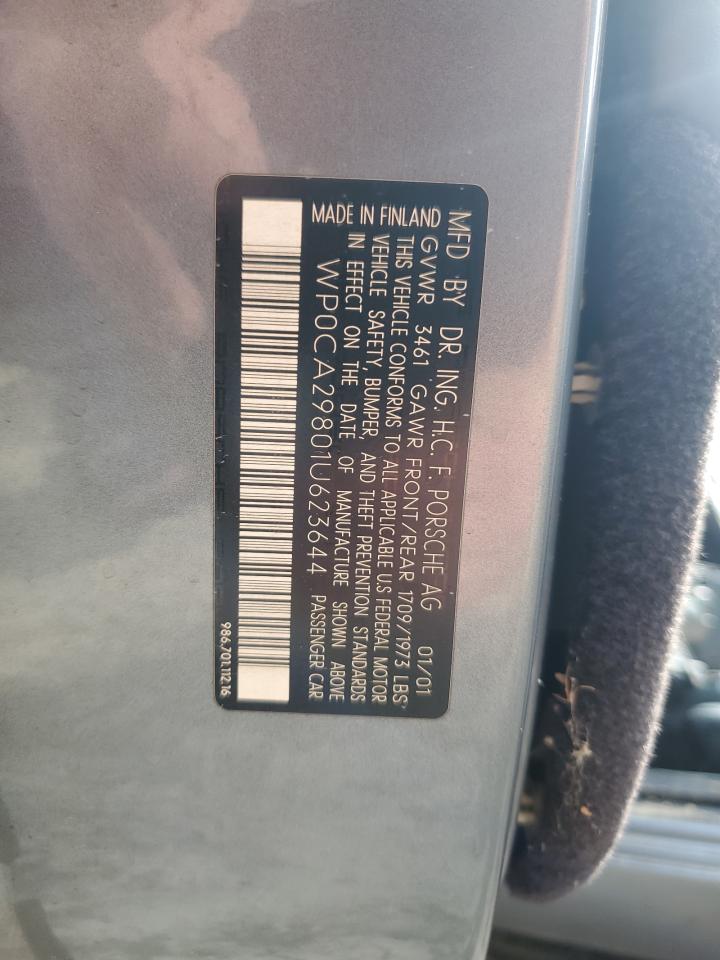 MFD BY DR. ING. H.C. F. PORSCHE AG 01/01
GVWR 3461 GAWR FRONT/REAR 1709/1973 LBS
THIS VEHICLE CONFORMS TO ALL APPLICABLE U.S FEDERAL MOTOR
VEHICLE SAFETY, BUMPER, AND THEFT PREVENTION STANDARDS
IN EFFECT ON THE DATE OF MANUFACTURE SHOWN ABOVE
MADE IN FINLAND WP0CA29801U623644 PASSENGER CAR
986.701.112.16